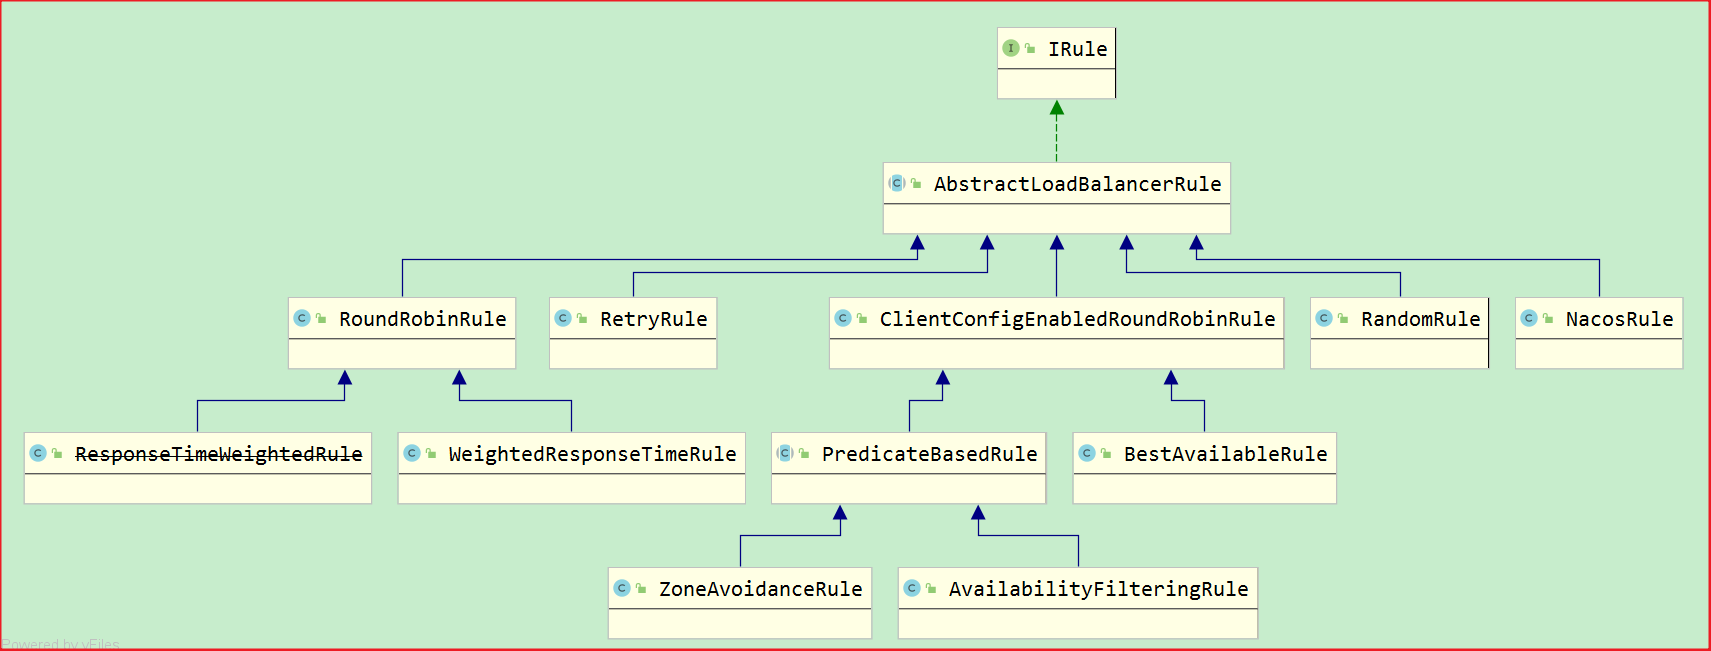 IRule
AbstractLoadBalancerRule
RoundRobinRule
RetryRule
ClientConfigEnabledRoundRobinRule
RandomRule
NacosRule
ResponseTimeWeightedRule
WeightedResponseTimeRule
PredicateBasedRule
BestAvailableRule
ZoneAvoidanceRule
AvailabilityFilteringRule
Powered by yFiles